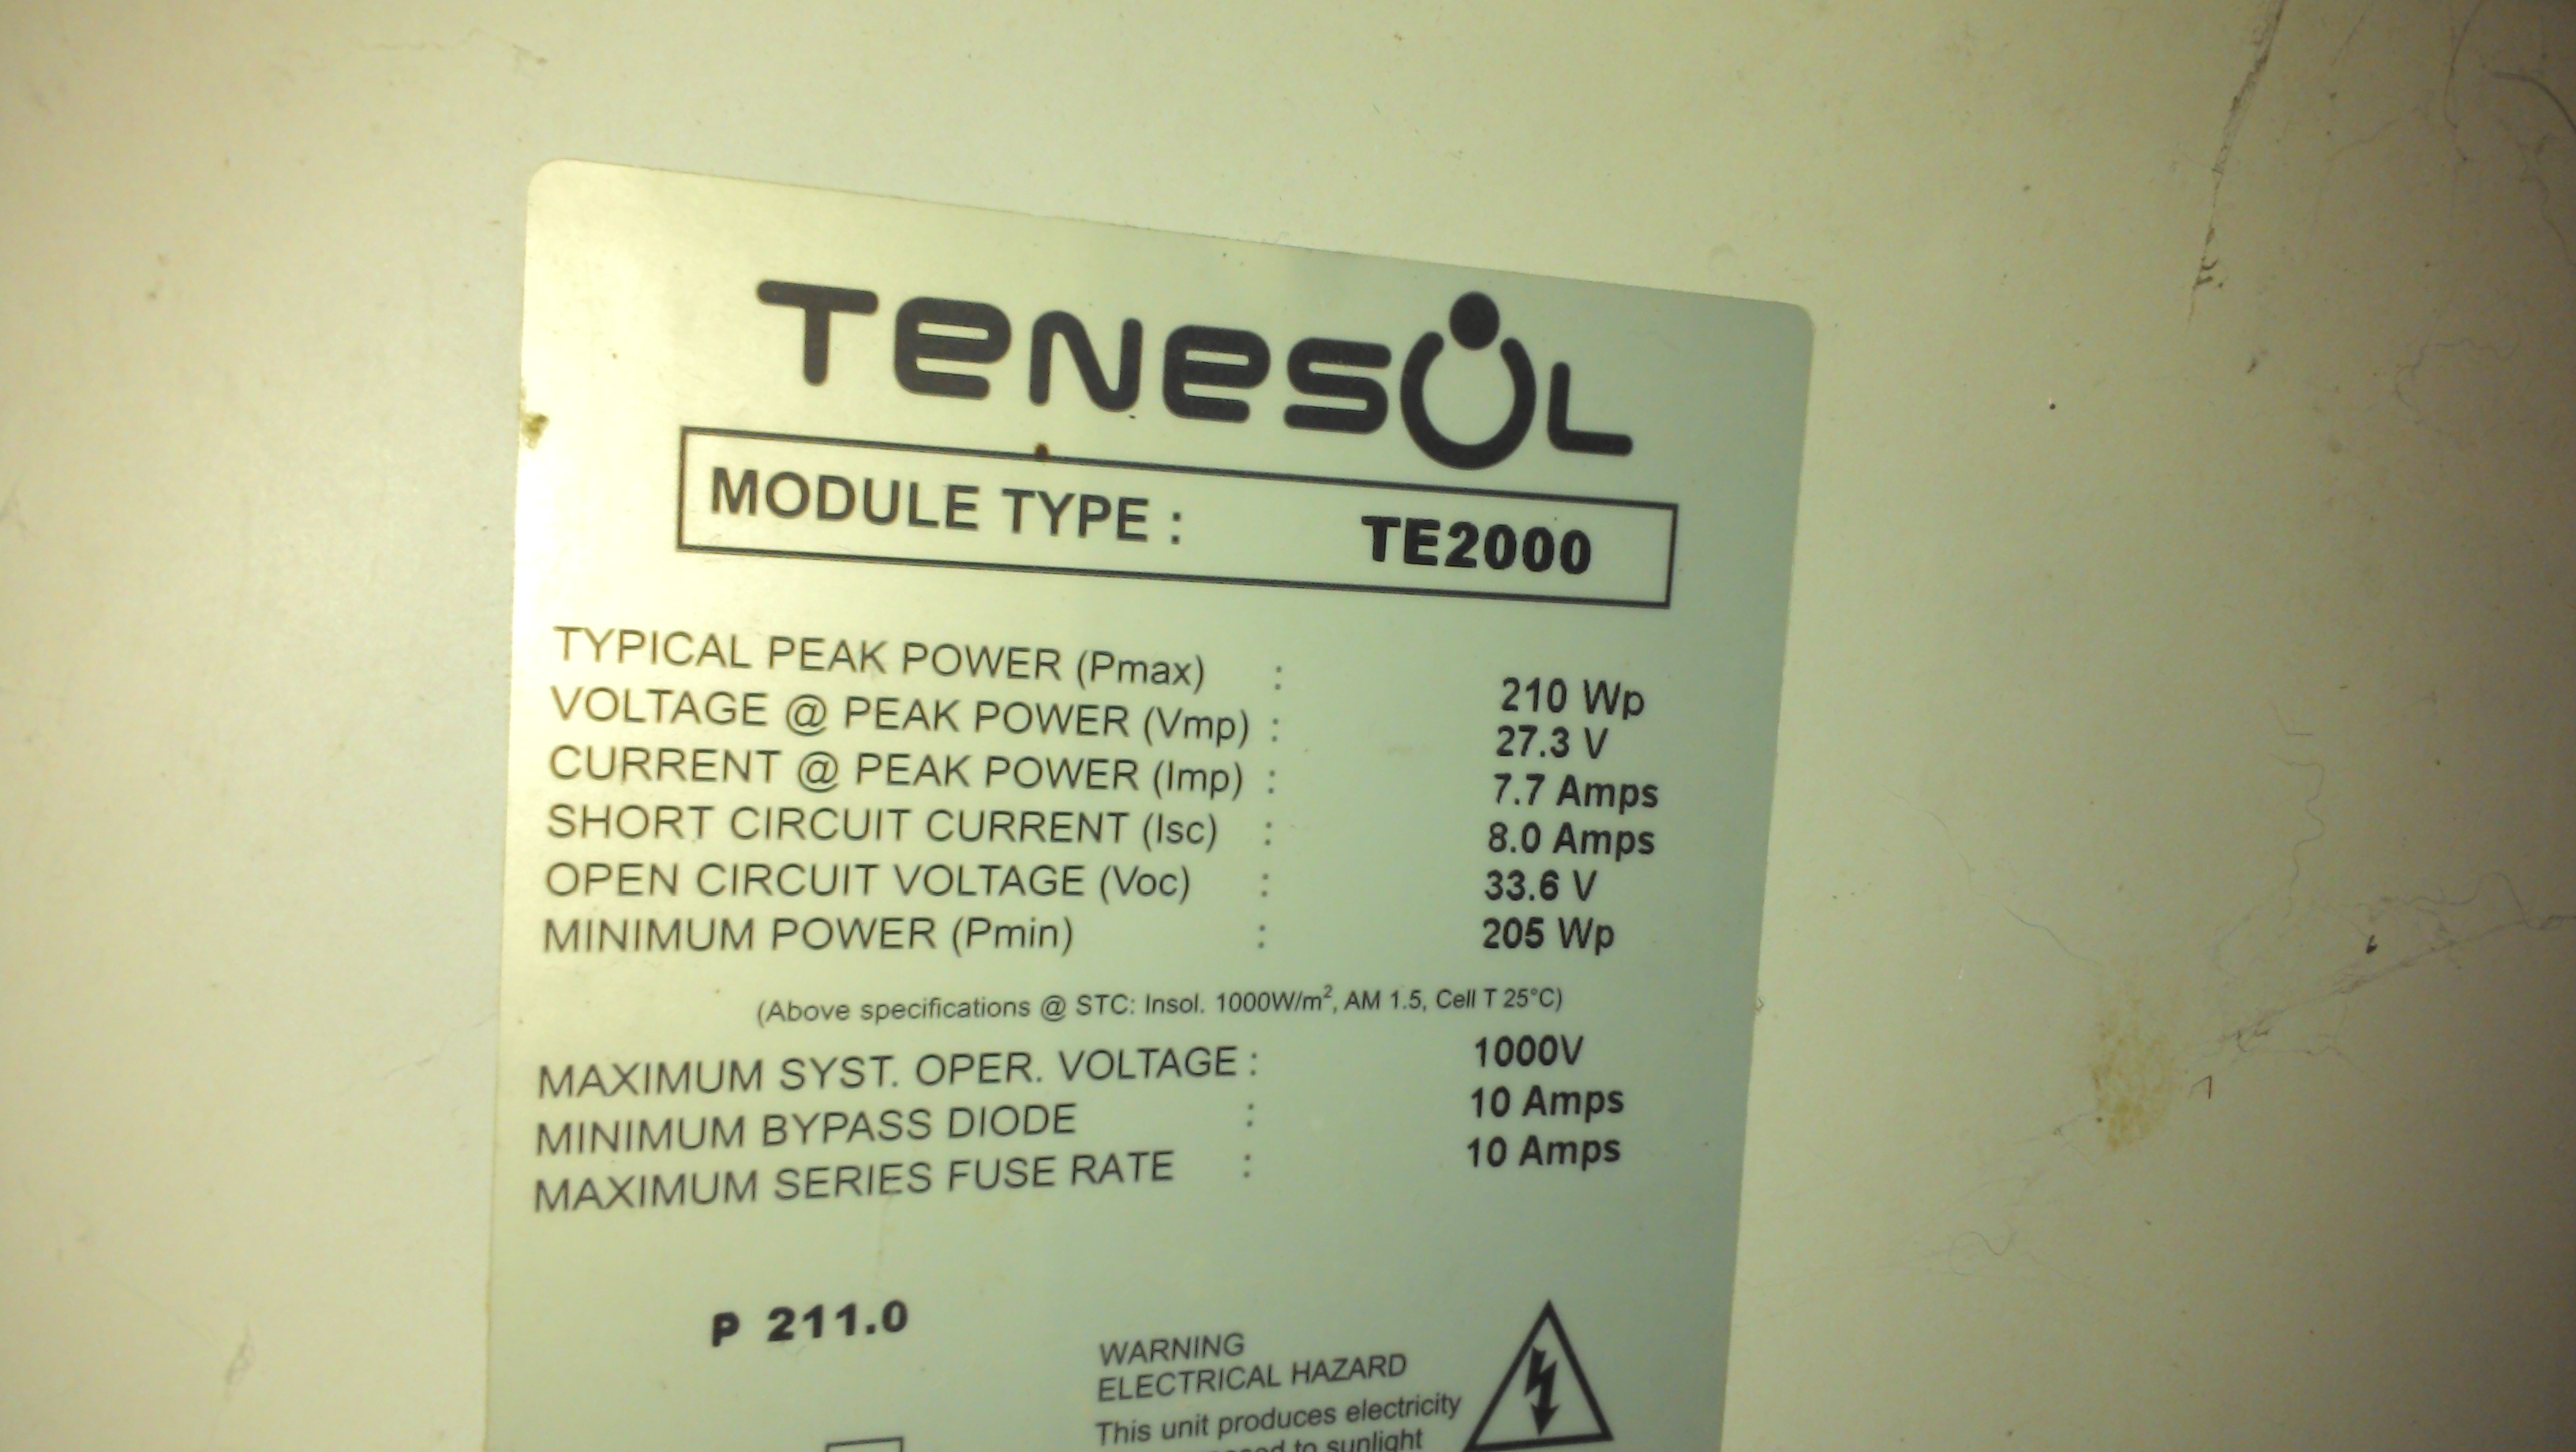 TENESOL
MODULE TYPE : TE2000
TYPICAL PEAK POWER (Pmax) : 210 Wp
VOLTAGE @ PEAK POWER (Vmp) : 27.3 V
CURRENT @ PEAK POWER (Imp) : 7.7 Amps
SHORT CIRCUIT CURRENT (Isc) : 8.0 Amps
OPEN CIRCUIT VOLTAGE (Voc) : 33.6 V
MINIMUM POWER (Pmin) : 205 Wp
(Above specifications @ STC: Insol. 1000W/m², AM 1.5, Cell T 25°C)
MAXIMUM SYST. OPER. VOLTAGE : 1000V
MINIMUM BYPASS DIODE : 10 Amps
MAXIMUM SERIES FUSE RATE : 10 Amps
P 211.0
WARNING
ELECTRICAL HAZARD
This unit produces electricity
to sunlight